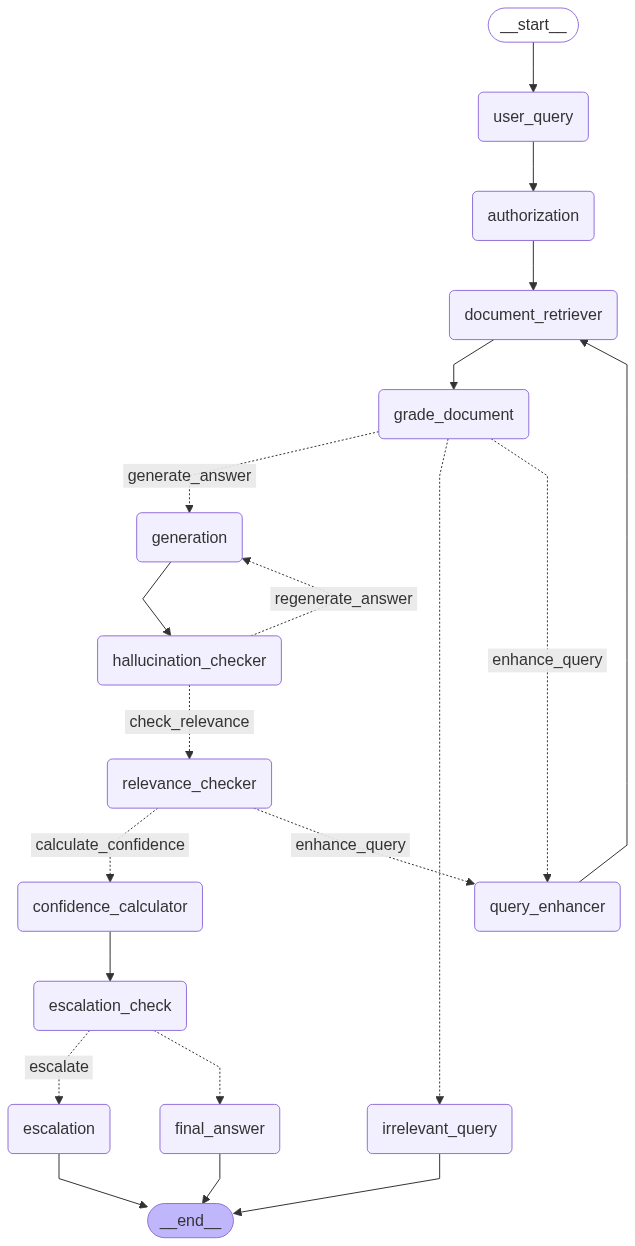 __start__
user_query
authorization
document_retriever
grade_document
generate_answer
generation
regenerate_answer
hallucination_checker
enhance_query
check_relevance
relevance_checker
calculate_confidence
enhance_query
confidence_calculator
query_enhancer
escalation_check
escalate
escalation
final_answer
irrelevant_query
__end__